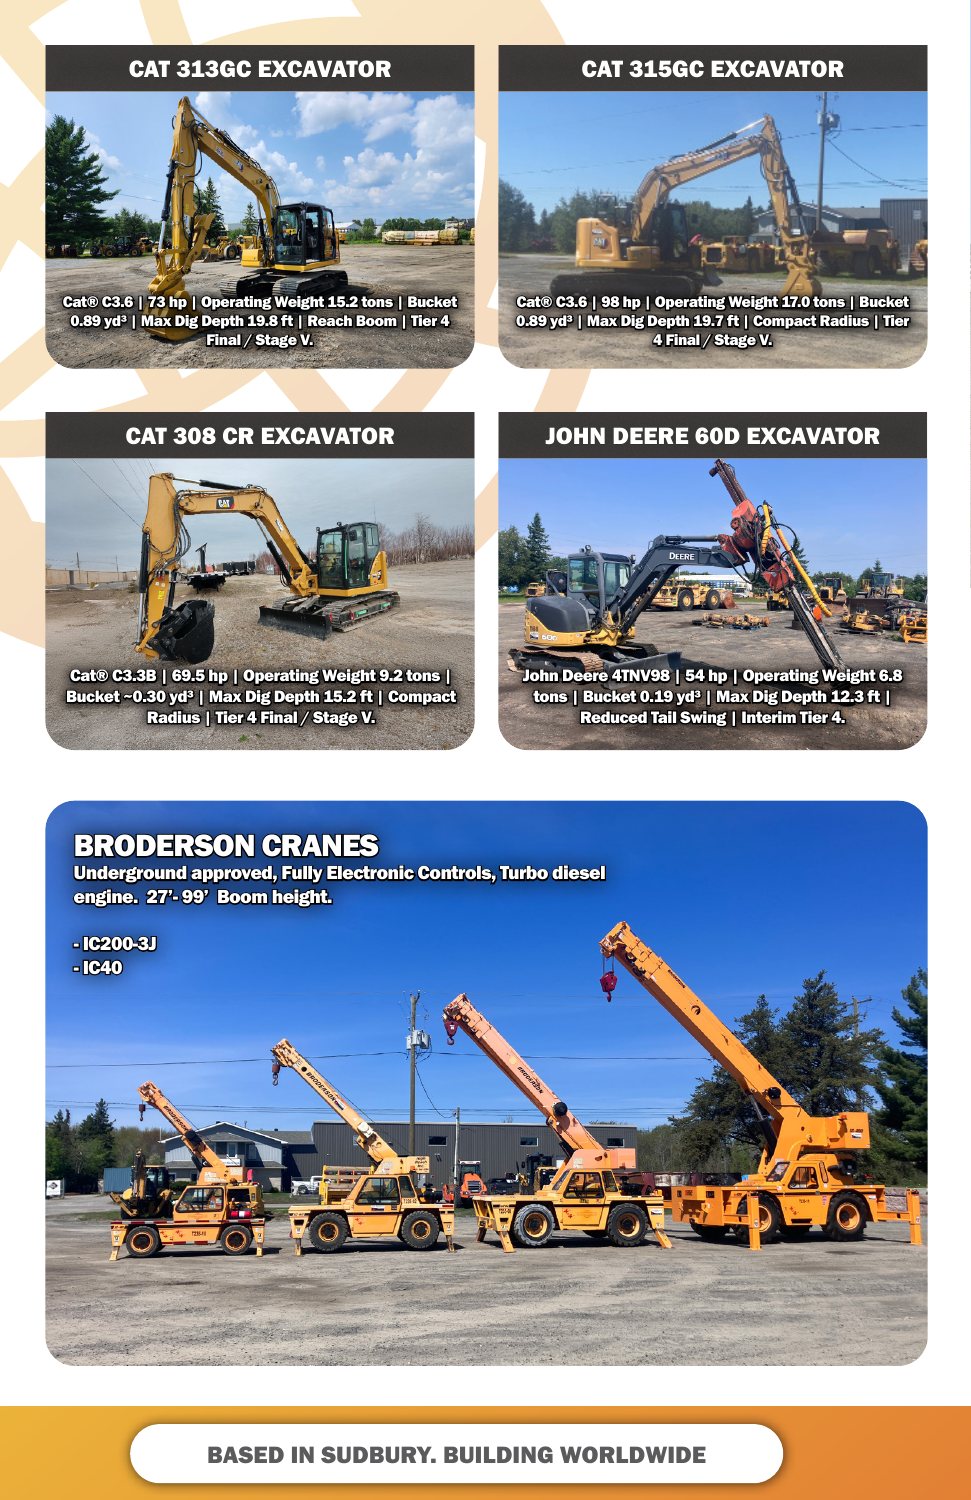 CAT 313GC EXCAVATOR
Cat® C3.6 | 73 hp | Operating Weight 15.2 tons | Bucket
0.89 yd³ | Max Dig Depth 19.8 ft | Reach Boom | Tier 4
Final / Stage V.
CAT 315GC EXCAVATOR
Cat® C3.6 | 98 hp | Operating Weight 17.0 tons | Bucket
0.89 yd³ | Max Dig Depth 19.7 ft | Compact Radius | Tier
4 Final / Stage V.
CAT 308 CR EXCAVATOR
CAT
Cat® C3.3B | 69.5 hp | Operating Weight 9.2 tons |
Bucket ~0.30 yd³ | Max Dig Depth 15.2 ft | Compact
Radius | Tier 4 Final / Stage V.
JOHN DEERE 60D EXCAVATOR
DEERE
60D
John Deere 4TNV98 | 54 hp | Operating Weight 6.8
tons | Bucket 0.19 yd³ | Max Dig Depth 12.3 ft |
Reduced Tail Swing | Interim Tier 4.
BRODERSON CRANES
Underground approved, Fully Electronic Controls, Turbo diesel
engine.  27’- 99’  Boom height.
- IC200-3J
- IC40
BRODERSON
BRODERSON
BRODERSON
BASED IN SUDBURY. BUILDING WORLDWIDE